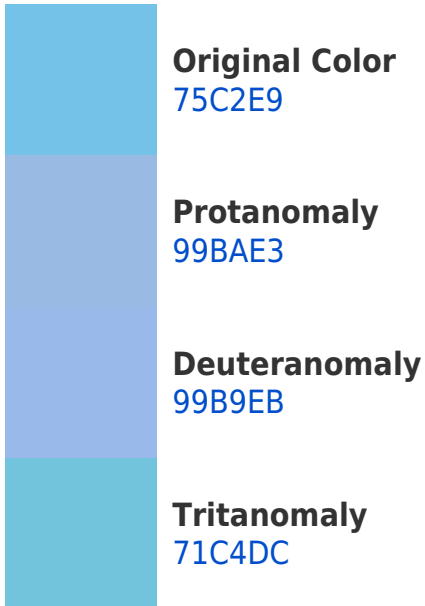 Original Color
75C2E9
Protanomaly
99BAE3
Deuteranomaly
99B9EB
Tritanomaly
71C4DC